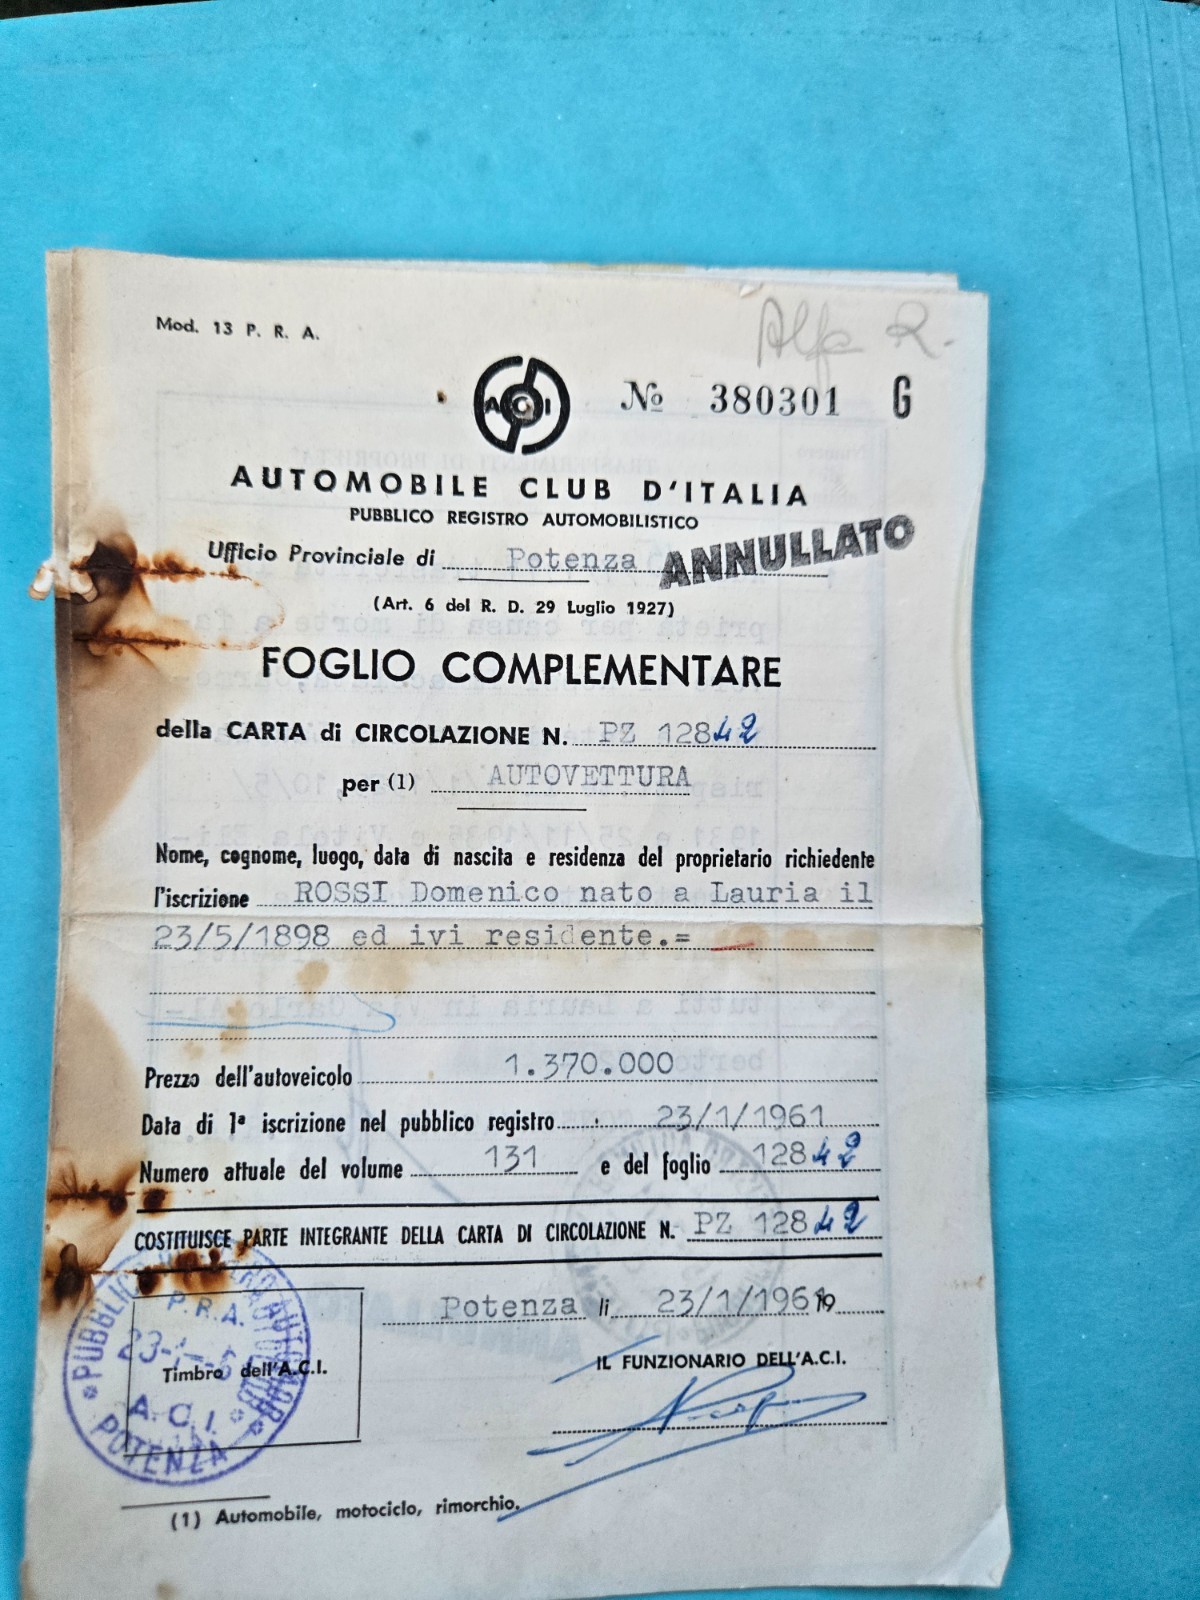 Alfa R.
Mod. 13 P. R. A.
ACI
№ 380301 G
AUTOMOBILE CLUB D'ITALIA
PUBBLICO REGISTRO AUTOMOBILISTICO
Ufficio Provinciale di Potenza ANNULLATO
(Art. 6 del R. D. 29 Luglio 1927)
FOGLIO COMPLEMENTARE
della CARTA di CIRCOLAZIONE N. PZ 12842
per (1) AUTOVETTURA
Nome, cognome, luogo, data di nascita e residenza del proprietario richiedente
l'iscrizione ROSSI Domenico nato a Lauria il
23/5/1898 ed ivi residente.=
Prezzo dell'autoveicolo 1.370.000
Data di 1ª iscrizione nel pubblico registro 23/1/1961
Numero attuale del volume 131 e del foglio 12842
COSTITUISCE PARTE INTEGRANTE DELLA CARTA DI CIRCOLAZIONE N. PZ 12842
Potenza li 23/1/1961 19
IL FUNZIONARIO DELL'A.C.I.
Timbro dell'A.C.I.
PUBBLICO
P.R.A.
A.C.I.
POTENZA
(1) Automobile, motociclo, rimorchio.